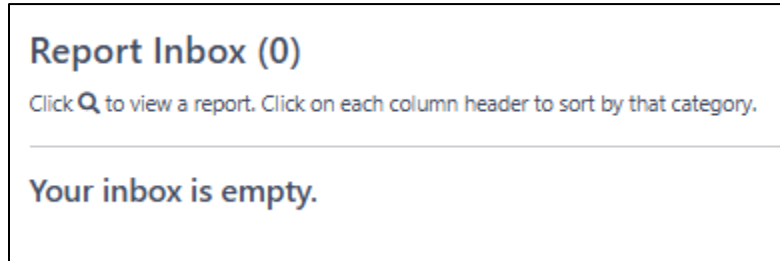 Report Inbox (0)
Click to view a report. Click on each column header to sort by that category.
Your inbox is empty.